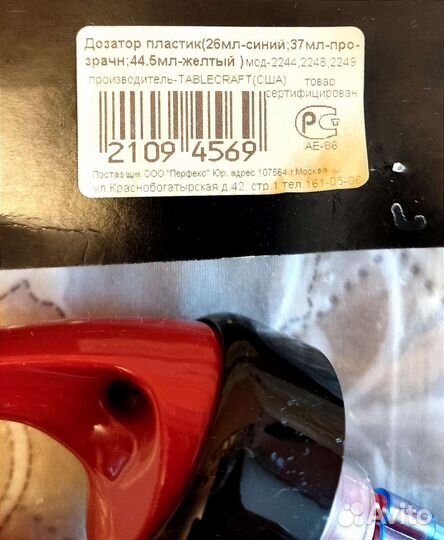 Дозатор пластик(26мл-синий;37мл-про-
зрачн;44.5мл-желтый ) мод-2244,2248,2249
производитель-TABLECRAFT(США) товар
сертифицирован
2109 4569
АЕ-86
Поставщик ООО "Перфекс" Юр. адрес 107564 г.Москва
ул.Краснобогатырская д.42, стр.1 тел.161-05-06
Avito